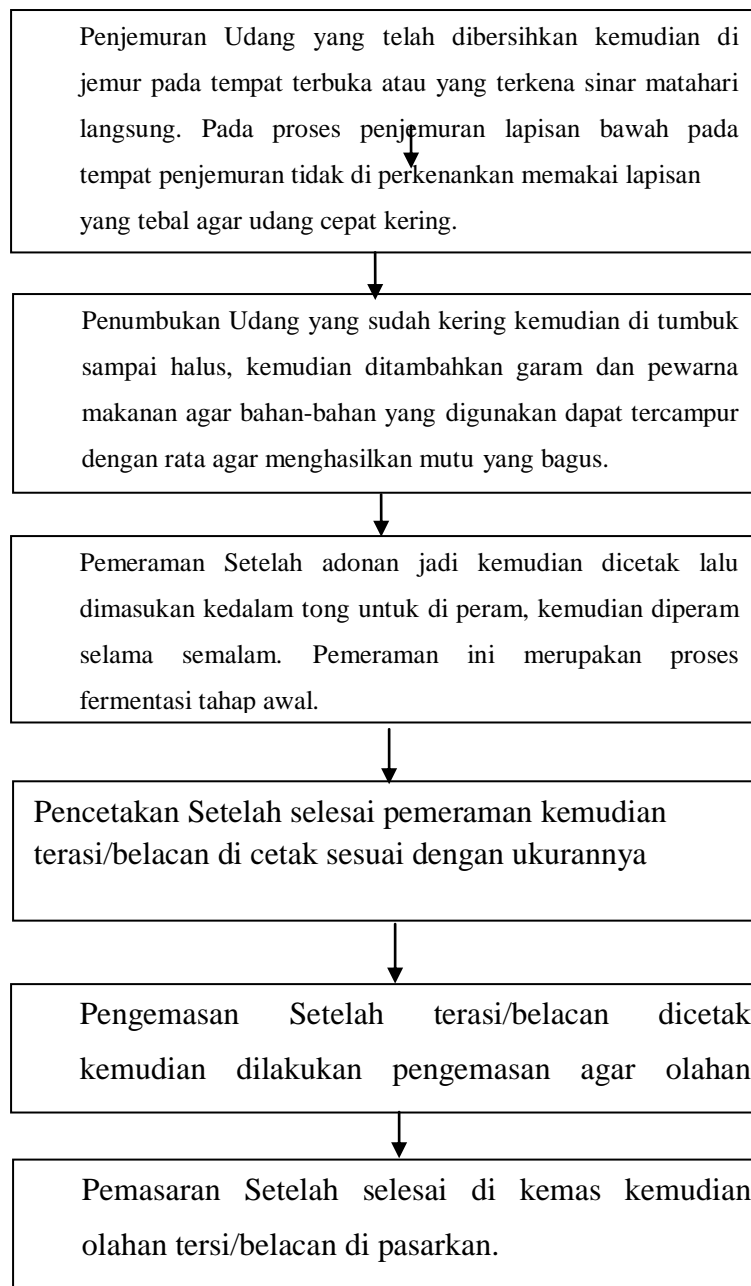 Penjemuran Udang yang telah dibersihkan kemudian di
jemur pada tempat terbuka atau yang terkena sinar matahari
langsung. Pada proses penjemuran lapisan bawah pada
tempat penjemuran tidak di perkenankan memakai lapisan
yang tebal agar udang cepat kering.
Penumbukan Udang yang sudah kering kemudian di tumbuk
sampai halus, kemudian ditambahkan garam dan pewarna
makanan agar bahan-bahan yang digunakan dapat tercampur
dengan rata agar menghasilkan mutu yang bagus.
Pemeraman Setelah adonan jadi kemudian dicetak lalu
dimasukan kedalam tong untuk di peram, kemudian diperam
selama semalam. Pemeraman ini merupakan proses
fermentasi tahap awal.
Pencetakan Setelah selesai pemeraman kemudian
terasi/belacan di cetak sesuai dengan ukurannya
Pengemasan Setelah terasi/belacan dicetak
kemudian dilakukan pengemasan agar olahan
Pemasaran Setelah selesai di kemas kemudian
olahan tersi/belacan di pasarkan.